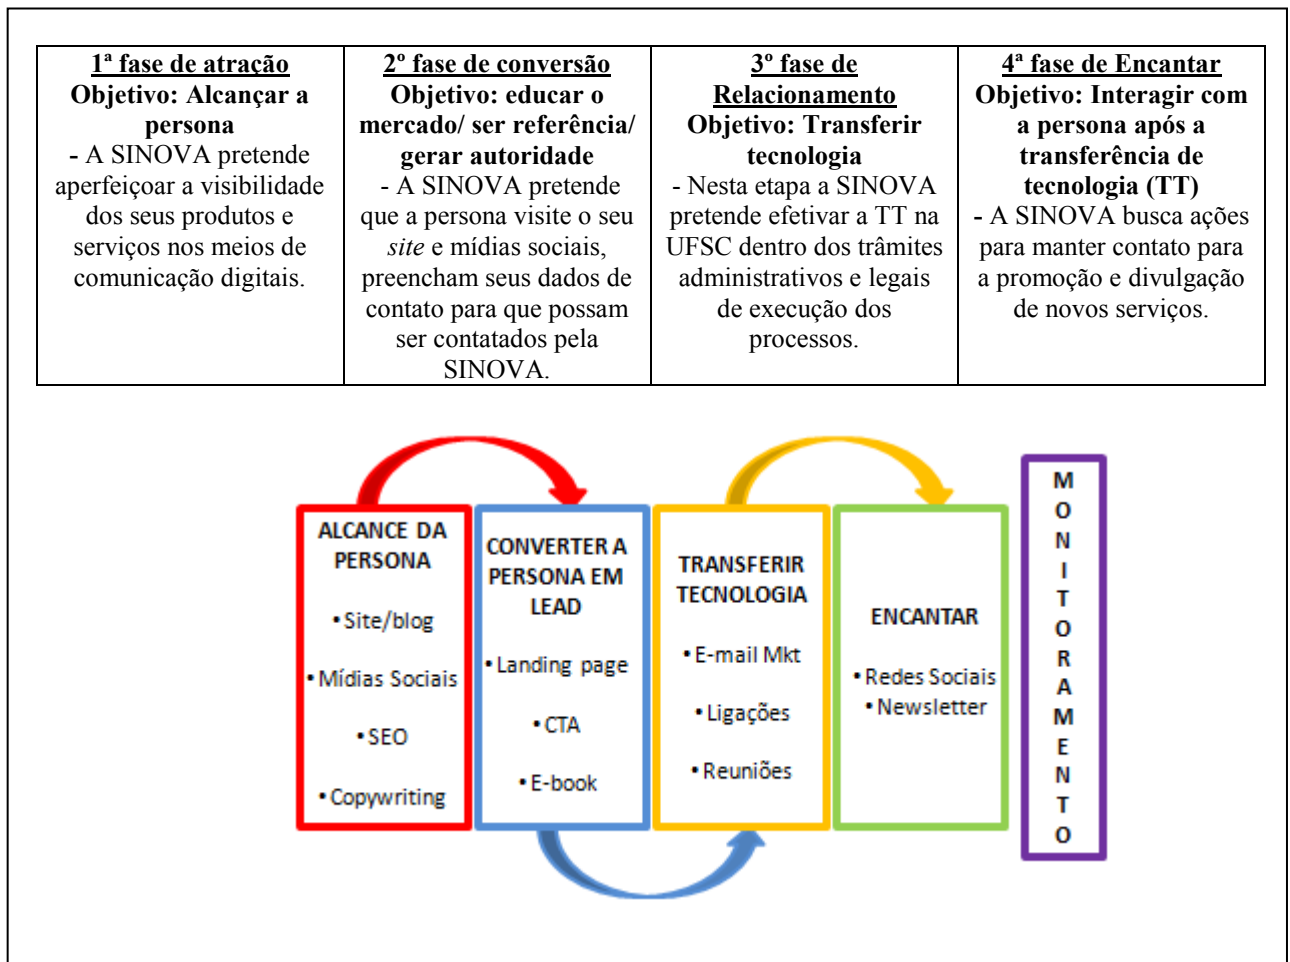 1ª fase de atração
Objetivo: Alcançar a
persona
- A SINOVA pretende
aperfeiçoar a visibilidade
dos seus produtos e
serviços nos meios de
comunicação digitais.
2º fase de conversão
Objetivo: educar o
mercado/ ser referência/
gerar autoridade
- A SINOVA pretende
que a persona visite o seu
site e mídias sociais,
preencham seus dados de
contato para que possam
ser contatados pela
SINOVA.
3º fase de
Relacionamento
Objetivo: Transferir
tecnologia
- Nesta etapa a SINOVA
pretende efetivar a TT na
UFSC dentro dos trâmites
administrativos e legais
de execução dos
processos.
4ª fase de Encantar
Objetivo: Interagir com
a persona após a
transferência de
tecnologia (TT)
- A SINOVA busca ações
para manter contato para
a promoção e divulgação
de novos serviços.
ALCANCE DA
PERSONA
• Site/blog
• Mídias Sociais
• SEO
• Copywriting
CONVERTER A
PERSONA EM
LEAD
• Landing page
• CTA
• E-book
TRANSFERIR
TECNOLOGIA
• E-mail Mkt
• Ligações
• Reuniões
ENCANTAR
• Redes Sociais
• Newsletter
M
O
N
I
T
O
R
A
M
E
N
T
O